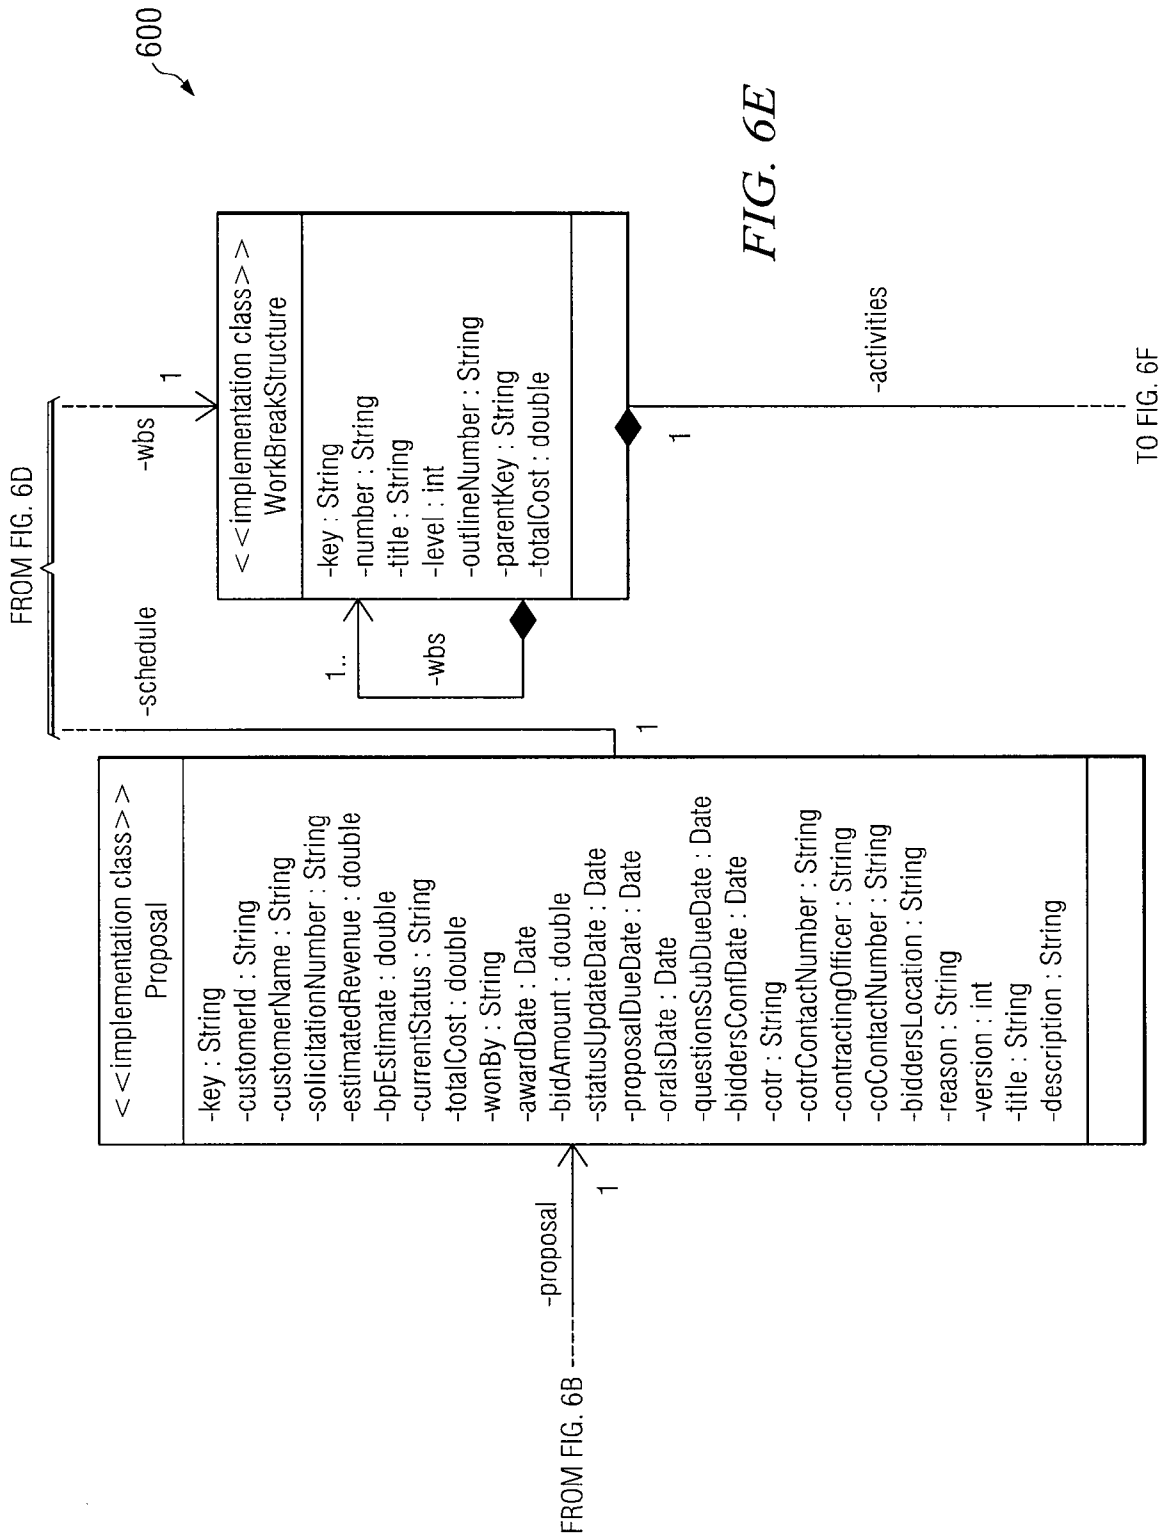 600
FROM FIG. 6D
-schedule
-wbs
1
<<implementation class>>
Proposal
-key : String
-customerId : String
-customerName : String
-solicitationNumber : String
-estimatedRevenue : double
-bpEstimate : double
-currentStatus : String
-totalCost : double
-wonBy : String
-awardDate : Date
-bidAmount : double
-statusUpdateDate : Date
-proposalDueDate : Date
-oralsDate : Date
-questionsSubDueDate : Date
-biddersConfDate : Date
-cotr : String
-cotrContactNumber : String
-contractingOfficer : String
-coContactNumber : String
-biddersLocation : String
-reason : String
-version : int
-title : String
-description : String
FROM FIG. 6B
-proposal
1
1
<<implementation class>>
WorkBreakStructure
-key : String
-number : String
-title : String
-level : int
-outlineNumber : String
-parentKey : String
-totalCost : double
1..
-wbs
1
-activities
TO FIG. 6F
FIG. 6E